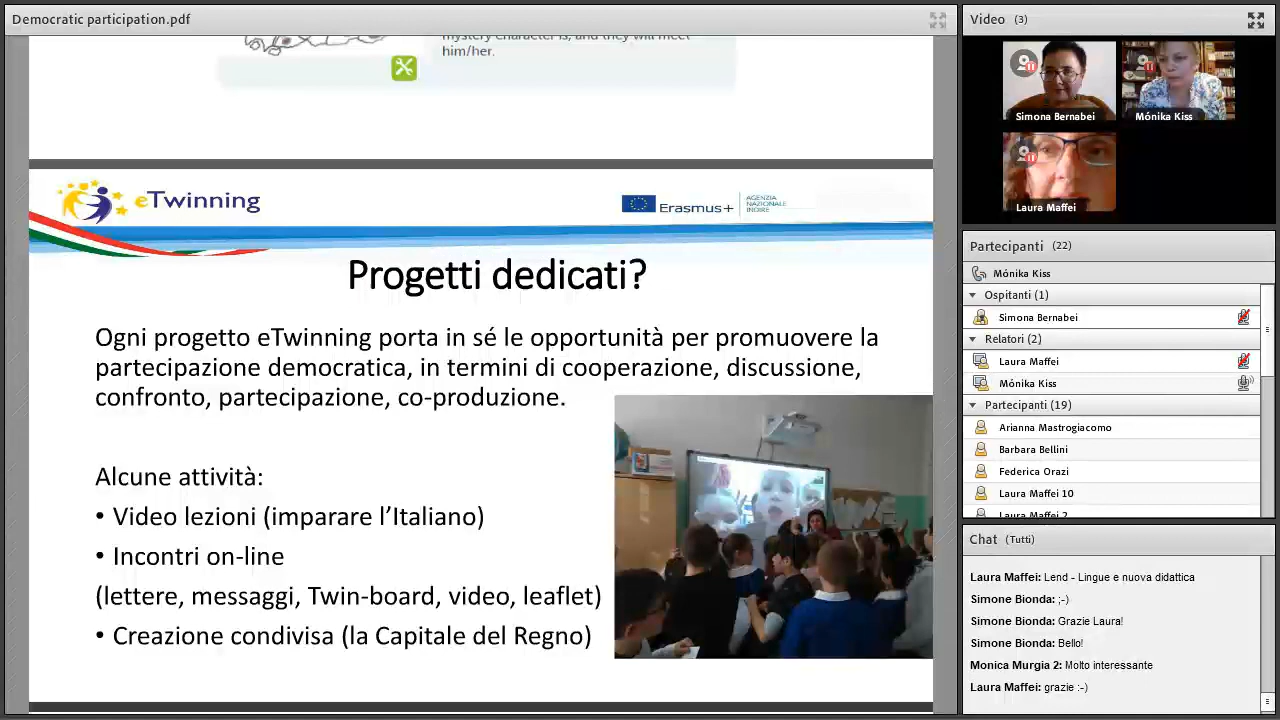 Democratic participation.pdf
mystery character is, and they will meet
him/her.
eTwinning
Erasmus+
AGENZIA
NAZIONALE
INDIRE
Progetti dedicati?
Ogni progetto eTwinning porta in sé le opportunità per promuovere la
partecipazione democratica, in termini di cooperazione, discussione,
confronto, partecipazione, co-produzione.
Alcune attività:
• Video lezioni (imparare l’Italiano)
• Incontri on-line
(lettere, messaggi, Twin-board, video, leaflet)
• Creazione condivisa (la Capitale del Regno)
Video (3)
Simona Bernabei
Mónika Kiss
Laura Maffei
Partecipanti (22)
Mónika Kiss
Ospitanti (1)
Simona Bernabei
Relatori (2)
Laura Maffei
Mónika Kiss
Partecipanti (19)
Arianna Mastrogiacomo
Barbara Bellini
Federica Orazi
Laura Maffei 10
Laura Maffei 2
Chat (Tutti)
Laura Maffei: Lend - Lingue e nuova didattica
Simone Bionda: ;-)
Simone Bionda: Grazie Laura!
Simone Bionda: Bello!
Monica Murgia 2: Molto interessante
Laura Maffei: grazie :-)